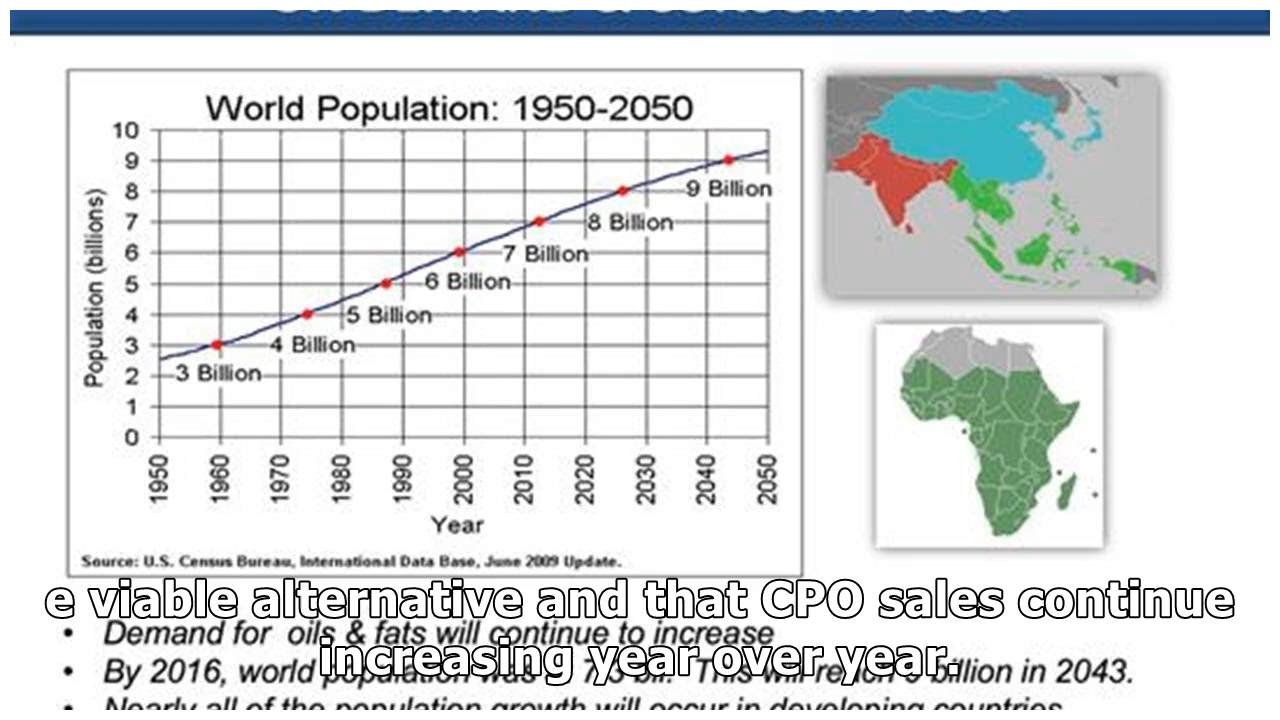 ON DEMAND & CONSUMPTION
World Population: 1950-2050
Population (billions)
10
9
8
7
6
5
4
3
2
1
0
9 Billion
8 Billion
7 Billion
6 Billion
5 Billion
4 Billion
3 Billion
1950 1960 1970 1980 1990 2000 2010 2020 2030 2040 2050
Year
Source: U.S. Census Bureau, International Data Base, June 2009 Update.
e viable alternative and that CPO sales continue
increasing year over year.
• Demand for oils & fats will continue to increase
• By 2016, world population was 7.3 bil. This will reach 9 billion in 2043.
• Nearly all of the population growth will occur in developing countries